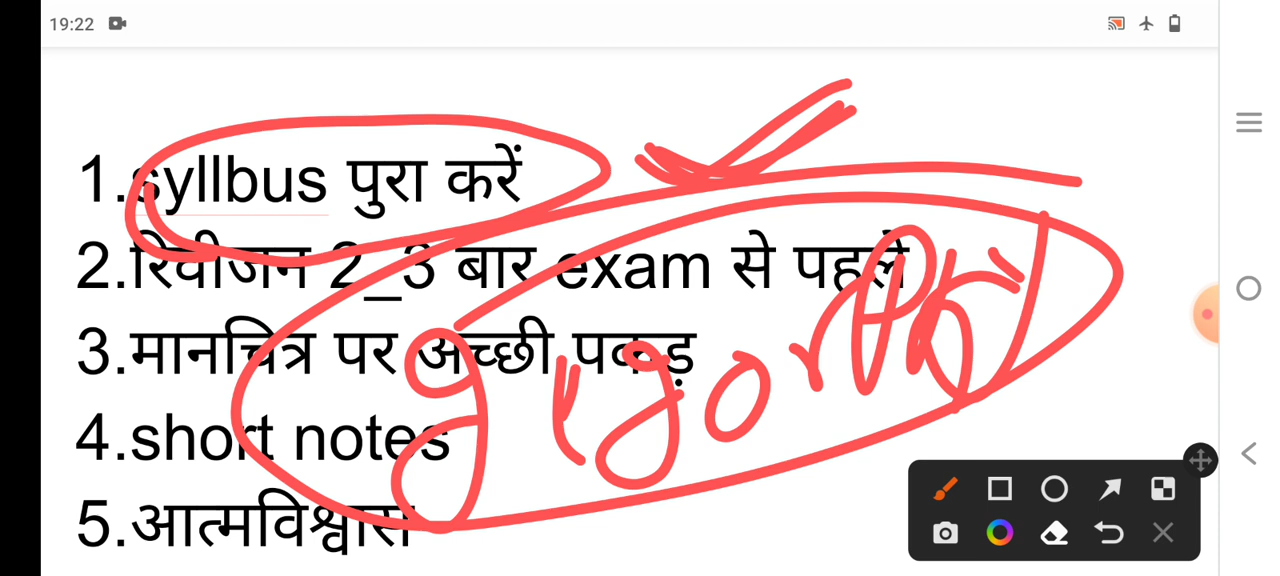 19:22
1.syllbus पुरा करें
2.रिवीजन 2_3 बार exam से पहले
3.मानचित्र पर अच्छी पकड़
4.short notes
5.आत्मविश्वास